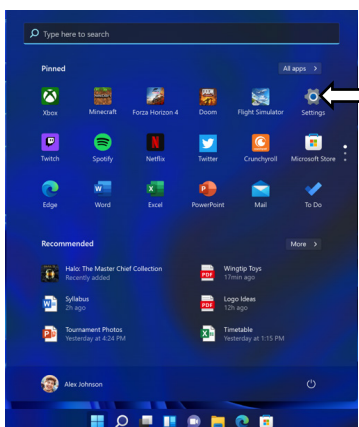 Type here to search
Pinned
All apps >
Xbox
Minecraft
Forza Horizon 4
Doom
Flight Simulator
Settings
Twitch
Spotify
Netflix
Twitter
Crunchyroll
Microsoft Store
Edge
Word
Excel
PowerPoint
Mail
To Do
Recommended
More >
Halo: The Master Chief Collection
Recently added
Wingtip Toys
17min ago
Syllabus
2h ago
Logo Ideas
12h ago
Tournament Photos
Yesterday at 4:24 PM
Timetable
Yesterday at 1:15 PM
Alex Johnson